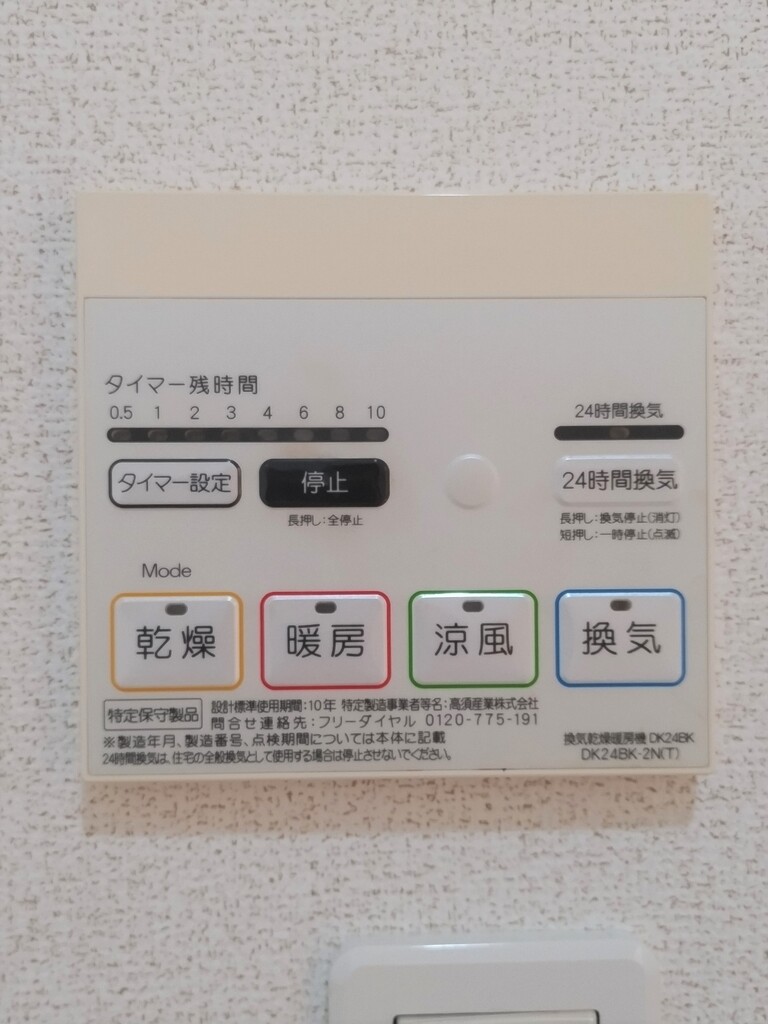 タイマー残時間
0.5 1 2 3 4 6 8 10
24時間換気
タイマー設定
停止
24時間換気
長押し:全停止
長押し:換気停止(消灯)
短押し:一時停止(点滅)
Mode
乾燥
暖房
涼風
換気
特定保守製品
設計標準使用期間:10年 特定製造事業者等名:高須産業株式会社
問合せ連絡先:フリーダイヤル 0120-775-191
※製造年月、製造番号、点検期間については本体に記載
24時間換気は、住宅の全般換気として使用する場合は停止させないでください。
換気乾燥暖房機 DK24BK
DK24BK-2N(T)